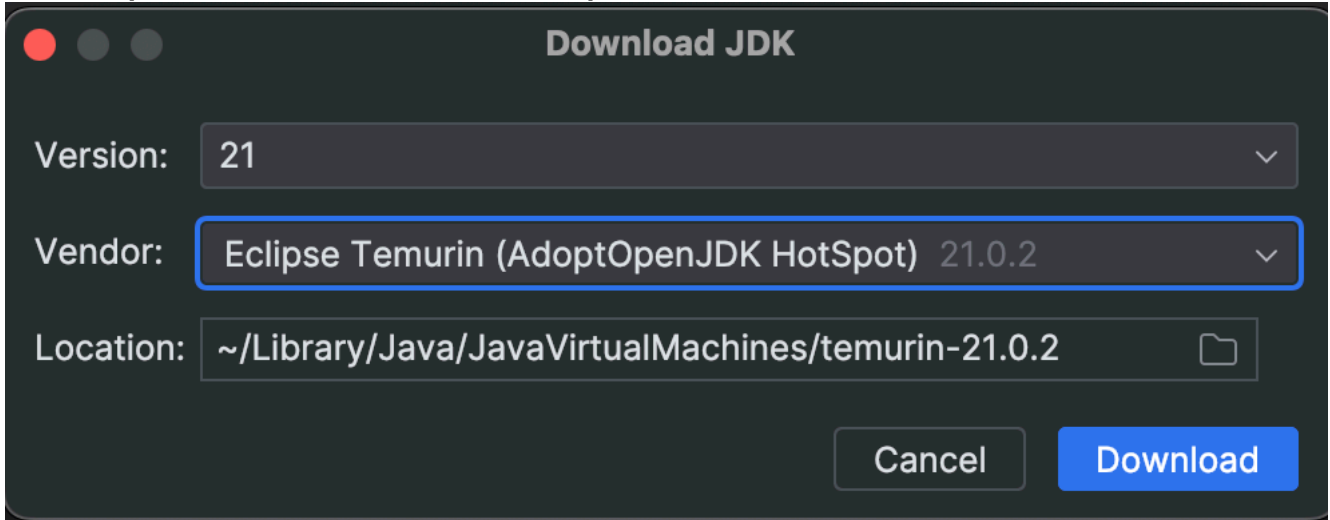 Download JDK
Version: 21
Vendor: Eclipse Temurin (AdoptOpenJDK HotSpot) 21.0.2
Location: ~/Library/Java/JavaVirtualMachines/temurin-21.0.2
Cancel Download